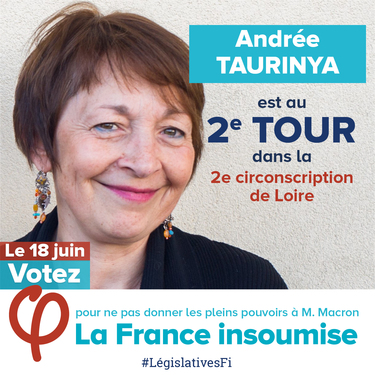 Andrée
TAURINYA
est au
2e TOUR
dans la
2e circonscription
de Loire
Le 18 juin
Votez
pour ne pas donner les pleins pouvoirs à M. Macron
La France insoumise
#LégislativesFi